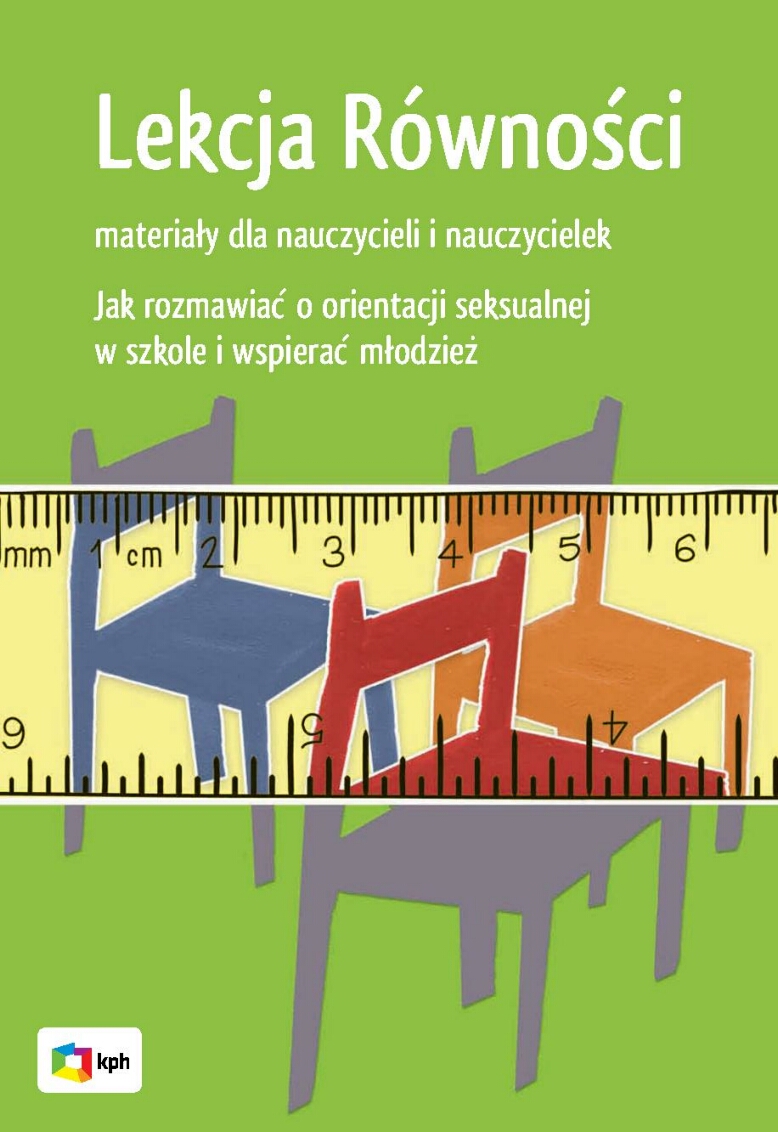 Lekcja Równości
materiały dla nauczycieli i nauczycielek
Jak rozmawiać o orientacji seksualnej
w szkole i wspierać młodzież
mm 1 cm 2 3 4 5 6
6 5 4
kph